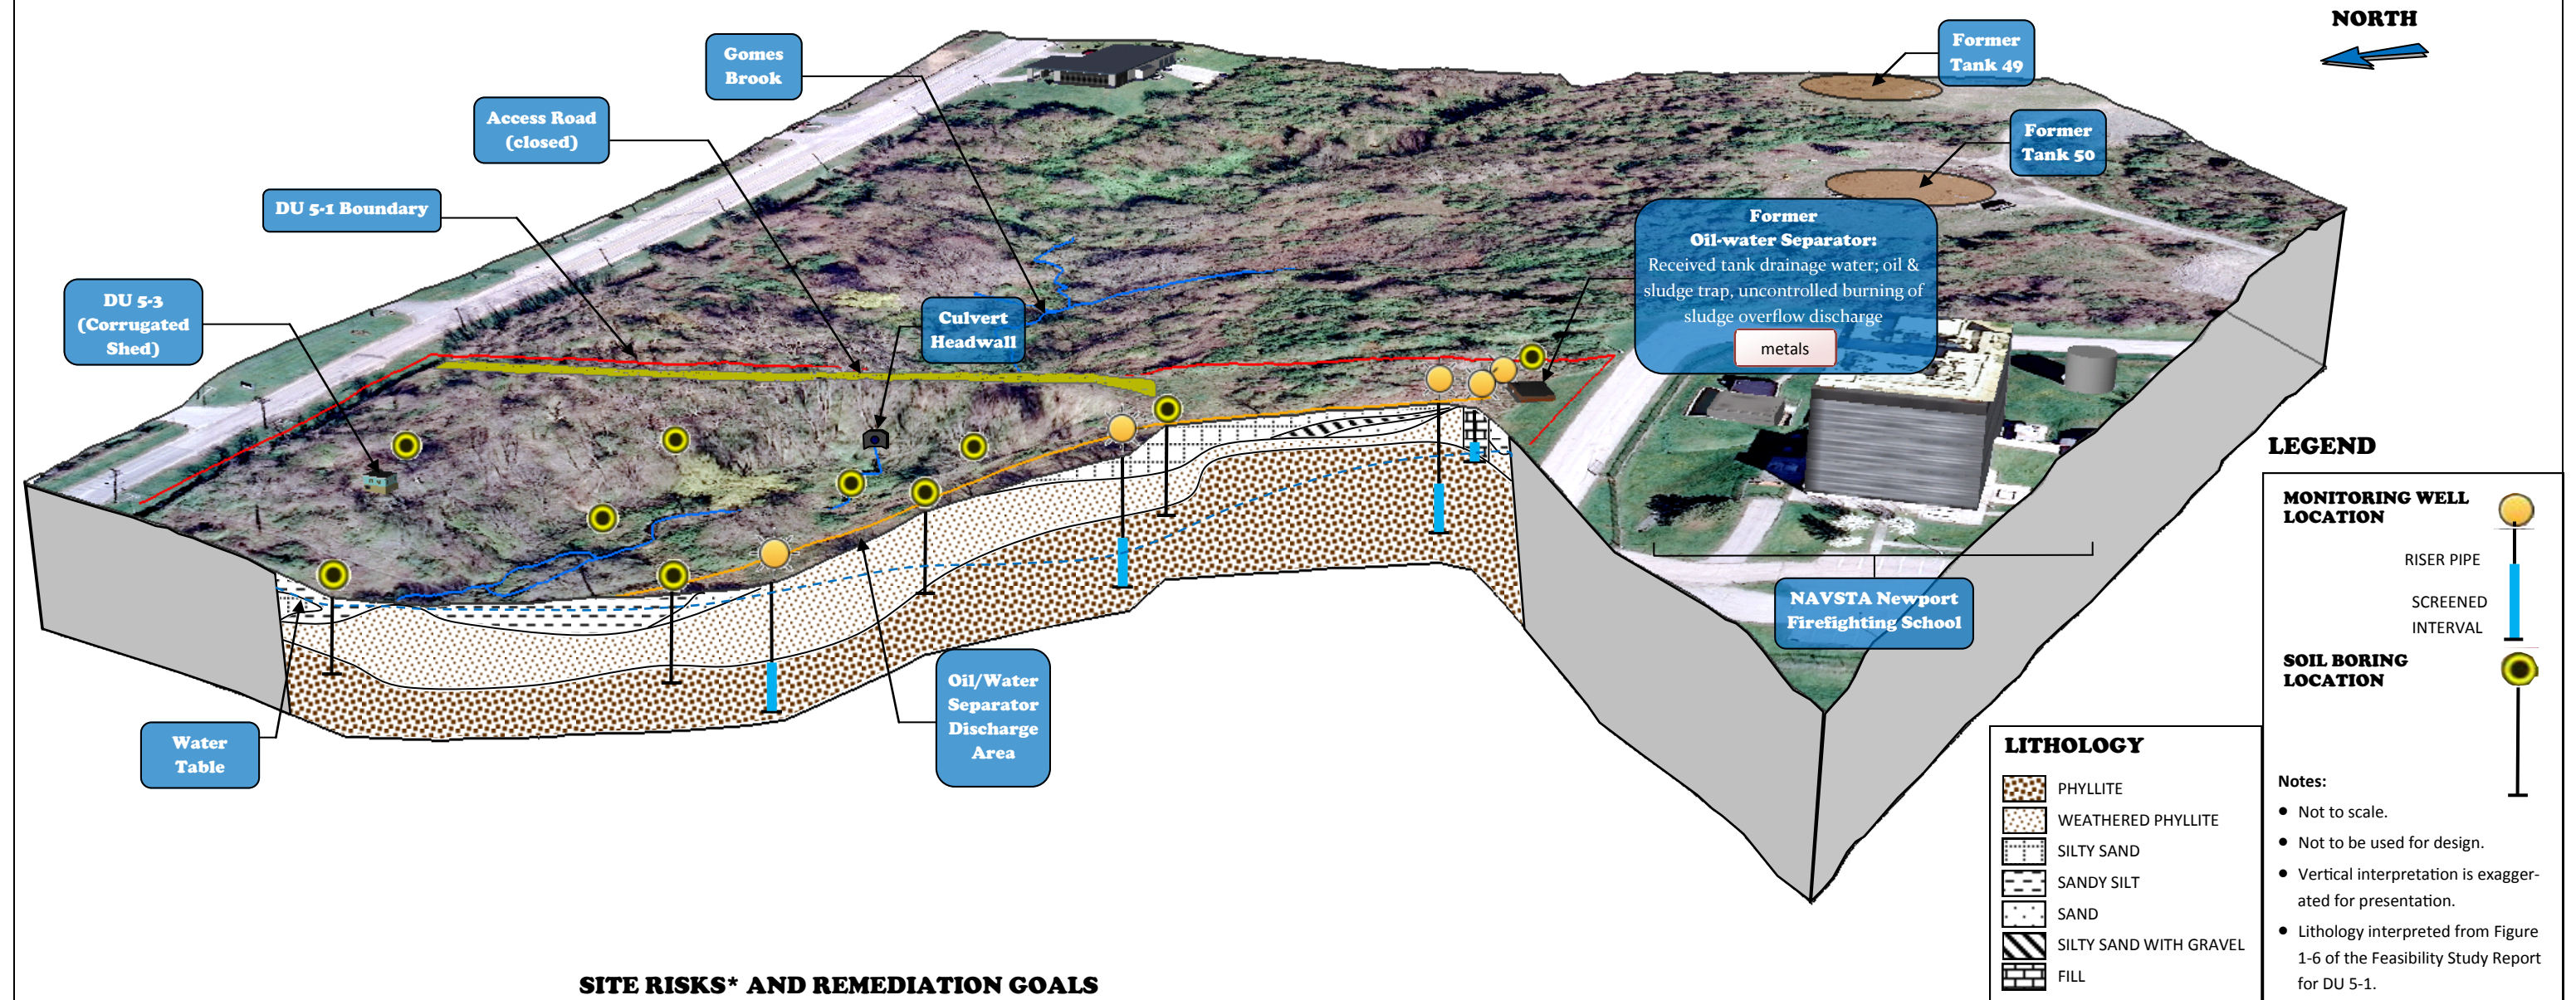 NORTH
Gomes
Brook
Former
Tank 49
Access Road
(closed)
Former
Tank 50
DU 5-1 Boundary
Former
Oil-water Separator:
Received tank drainage water; oil &
sludge trap, uncontrolled burning of
sludge overflow discharge
metals
DU 5-3
(Corrugated
Shed)
Culvert
Headwall
NAVSTA Newport
Firefighting School
Oil/Water
Separator
Discharge
Area
Water
Table
LEGEND
MONITORING WELL
LOCATION
RISER PIPE
SCREENED
INTERVAL
SOIL BORING
LOCATION
Notes:
● Not to scale.
● Not to be used for design.
● Vertical interpretation is exagger-
ated for presentation.
● Lithology interpreted from Figure
1-6 of the Feasibility Study Report
for DU 5-1.
LITHOLOGY
PHYLLITE
WEATHERED PHYLLITE
SILTY SAND
SANDY SILT
SAND
SILTY SAND WITH GRAVEL
FILL
SITE RISKS* AND REMEDIATION GOALS